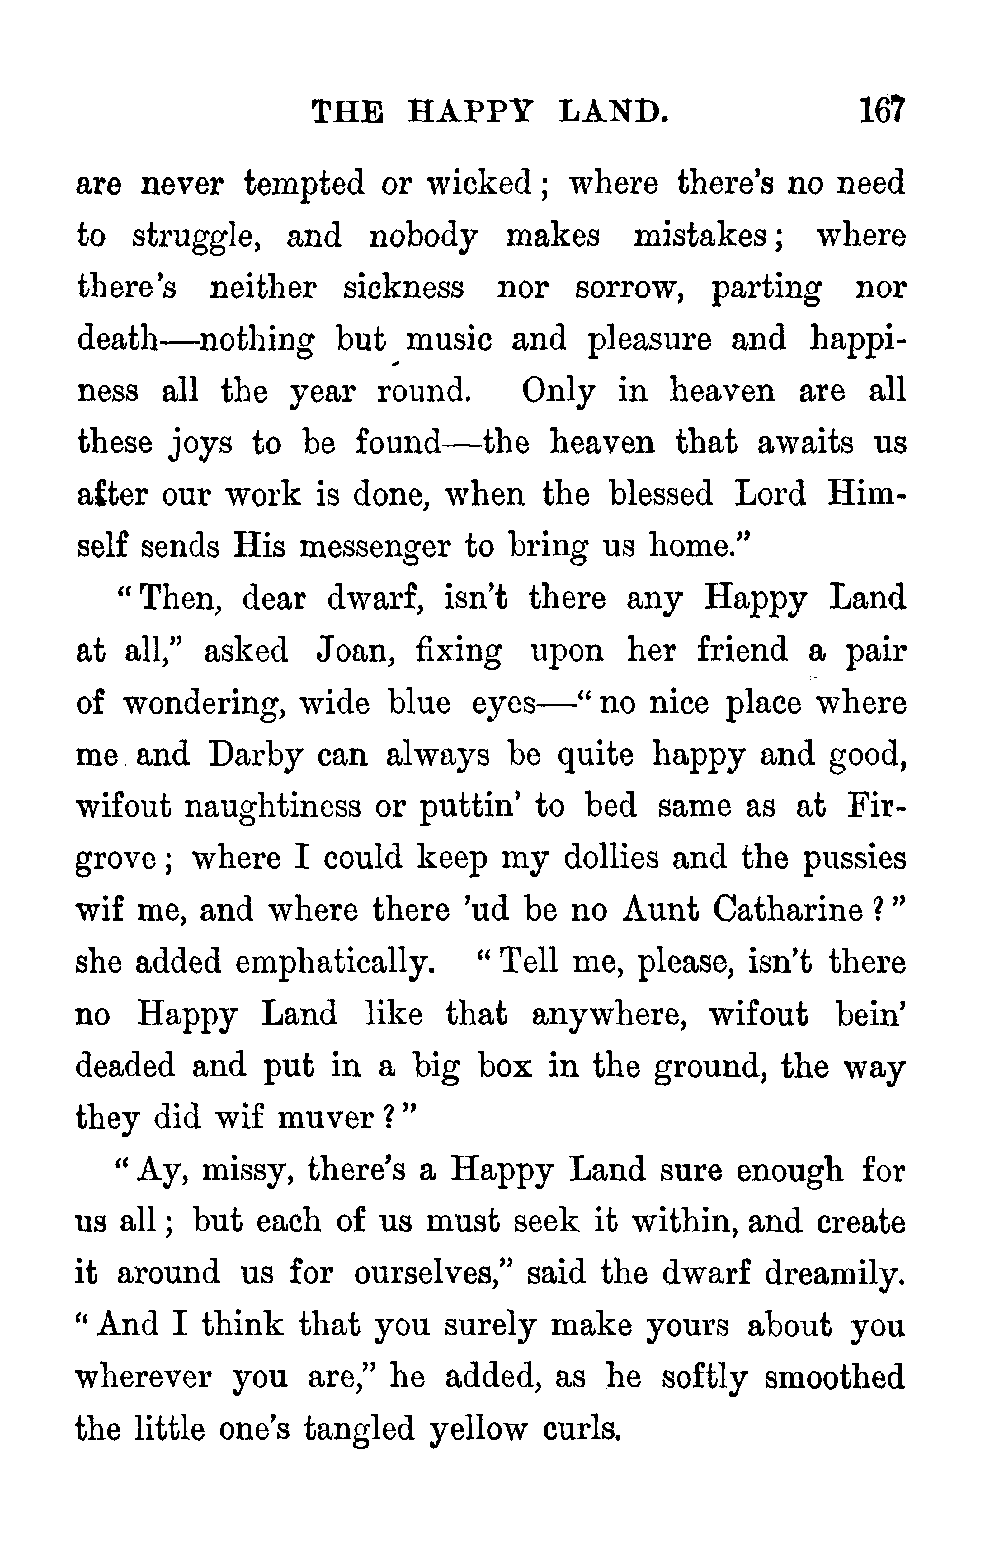 THE HAPPY LAND. 167
are never tempted or wicked; where there's no need
to struggle, and nobody makes mistakes; where
there's neither sickness nor sorrow, parting nor
death—nothing but music and pleasure and happi-
ness all the year round. Only in heaven are all
these joys to be found—the heaven that awaits us
after our work is done, when the blessed Lord Him-
self sends His messenger to bring us home."
"Then, dear dwarf, isn't there any Happy Land
at all," asked Joan, fixing upon her friend a pair
of wondering, wide blue eyes—"no nice place where
me and Darby can always be quite happy and good,
wifout naughtiness or puttin' to bed same as at Fir-
grove; where I could keep my dollies and the pussies
wif me, and where there 'ud be no Aunt Catharine?"
she added emphatically. "Tell me, please, isn't there
no Happy Land like that anywhere, wifout bein'
deaded and put in a big box in the ground, the way
they did wif muver?"
"Ay, missy, there's a Happy Land sure enough for
us all; but each of us must seek it within, and create
it around us for ourselves," said the dwarf dreamily.
"And I think that you surely make yours about you
wherever you are," he added, as he softly smoothed
the little one's tangled yellow curls.